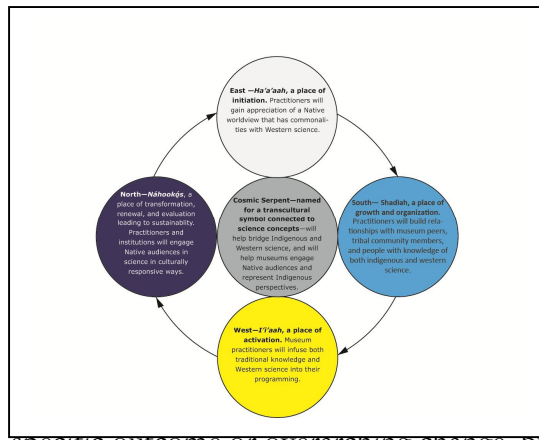 East —Ha'a'aah, a place of
initiation. Practitioners will
gain appreciation of a Native
worldview that has commonali-
ties with Western science.
North—Náhookǫ́s, a
place of transformation,
renewal, and evaluation
leading to sustainablity.
Practitioners and
institutions will engage
Native audiences in
science in culturally
responsive ways.
Cosmic Serpent—named
for a transcultural
symbol connected to
science concepts—will
help bridge Indigenous and
Western science, and will
help museums engage
Native audiences and
represent Indigenous
perspectives.
South— Shadiah, a place of
growth and organization.
Practitioners will build rela-
tionships with museum peers,
tribal community members,
and people with knowledge of
both indigenous and western
science.
West—I'i'aah, a place of
activation. Museum
practitioners will infuse both
traditional knowledge and
Western science into their
programming.